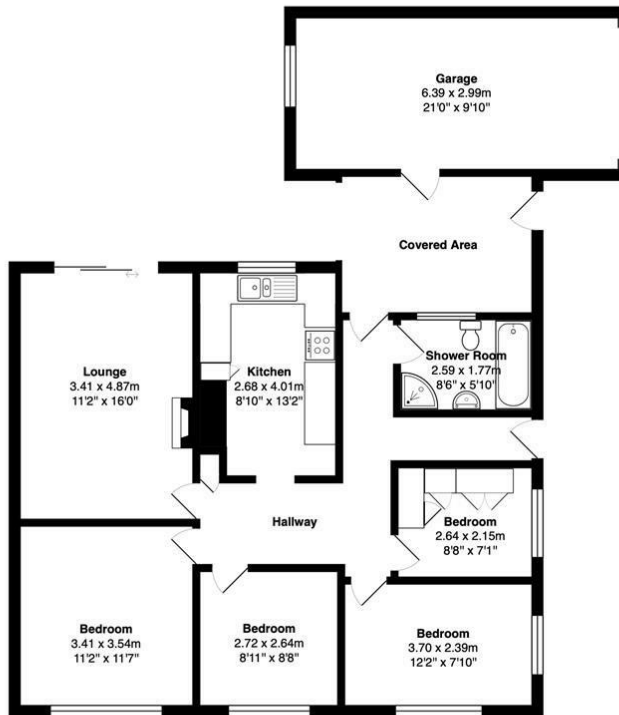 Garage
6.39 x 2.99m
21'0" x 9'10"
Covered Area
Lounge
3.41 x 4.87m
11'2" x 16'0"
Kitchen
2.68 x 4.01m
8'10" x 13'2"
Shower Room
2.59 x 1.77m
8'6" x 5'10"
Hallway
Bedroom
2.64 x 2.15m
8'8" x 7'1"
Bedroom
3.41 x 3.54m
11'2" x 11'7"
Bedroom
2.72 x 2.64m
8'11" x 8'8"
Bedroom
3.70 x 2.39m
12'2" x 7'10"